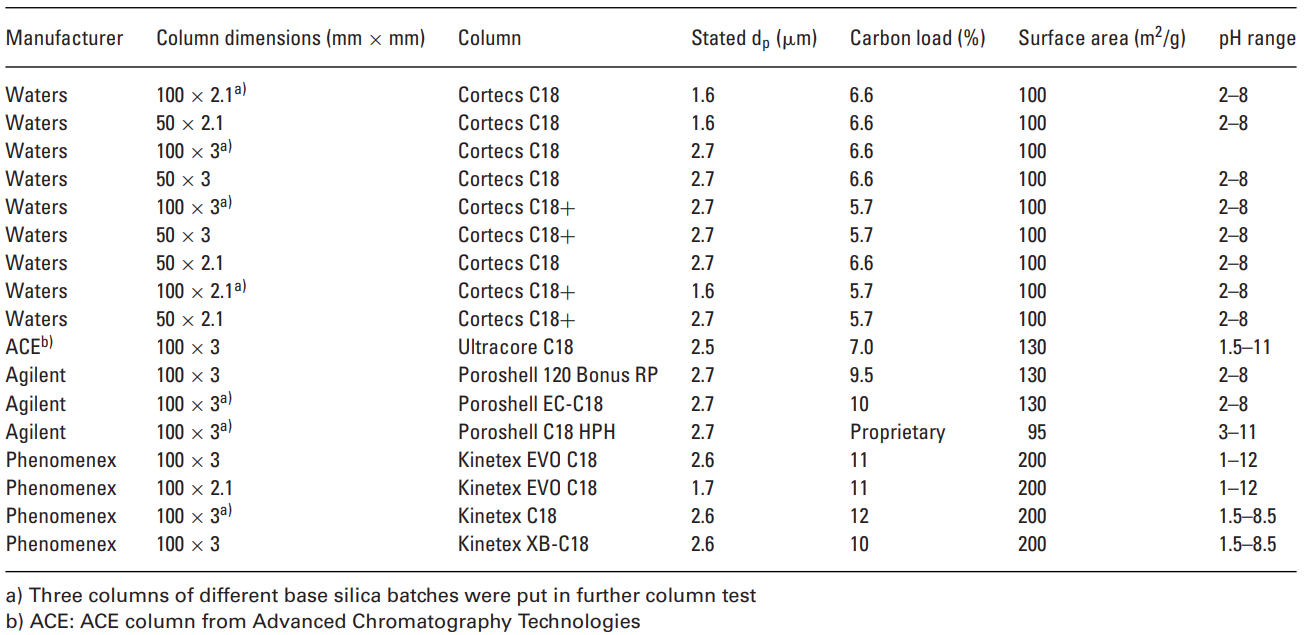 Manufacturer Column dimensions (mm × mm) Column Stated dp (μm) Carbon load (%) Surface area (m2/g) pH range
Waters 100 × 2.1a) Cortecs C18 1.6 6.6 100 2–8
Waters 50 × 2.1 Cortecs C18 1.6 6.6 100 2–8
Waters 100 × 3a) Cortecs C18 2.7 6.6 100
Waters 50 × 3 Cortecs C18 2.7 6.6 100 2–8
Waters 100 × 3a) Cortecs C18+ 2.7 5.7 100 2–8
Waters 50 × 3 Cortecs C18+ 2.7 5.7 100 2–8
Waters 50 × 2.1 Cortecs C18 2.7 6.6 100 2–8
Waters 100 × 2.1a) Cortecs C18+ 1.6 5.7 100 2–8
Waters 50 × 2.1 Cortecs C18+ 2.7 5.7 100 2–8
ACEb) 100 × 3 Ultracore C18 2.5 7.0 130 1.5–11
Agilent 100 × 3 Poroshell 120 Bonus RP 2.7 9.5 130 2–8
Agilent 100 × 3a) Poroshell EC-C18 2.7 10 130 2–8
Agilent 100 × 3a) Poroshell C18 HPH 2.7 Proprietary 95 3–11
Phenomenex 100 × 3 Kinetex EVO C18 2.6 11 200 1–12
Phenomenex 100 × 2.1 Kinetex EVO C18 1.7 11 200 1–12
Phenomenex 100 × 3a) Kinetex C18 2.6 12 200 1.5–8.5
Phenomenex 100 × 3 Kinetex XB-C18 2.6 10 200 1.5–8.5
a) Three columns of different base silica batches were put in further column test
b) ACE: ACE column from Advanced Chromatography Technologies